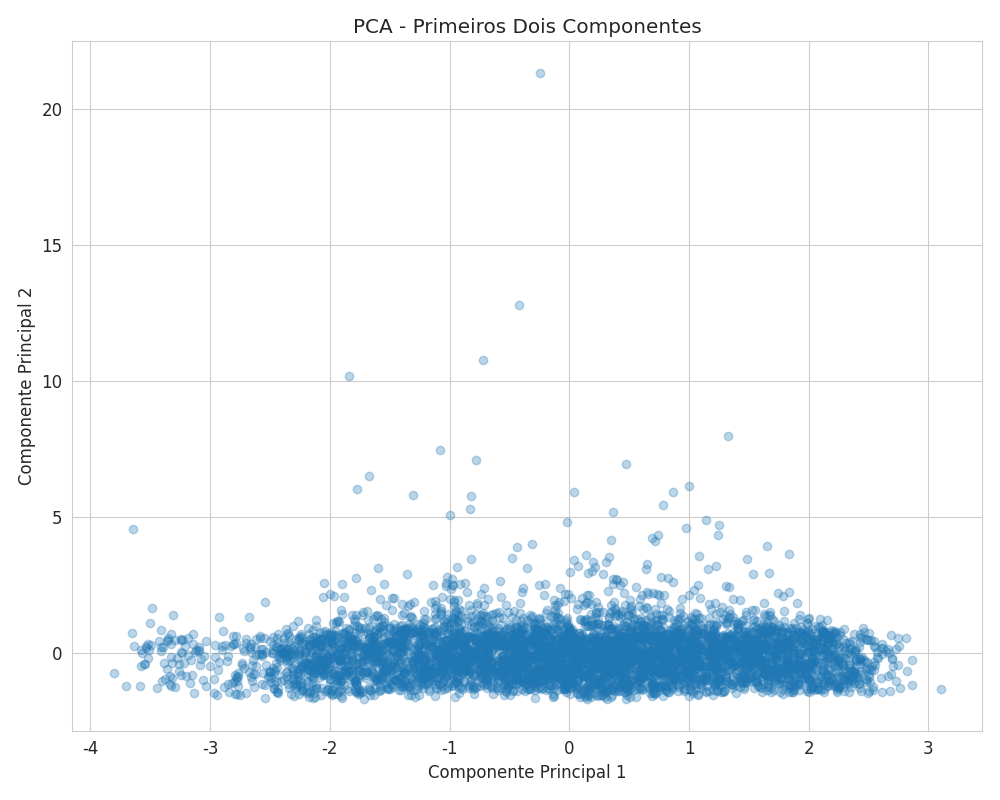 PCA - Primeiros Dois Componentes
20
15
10
5
0
Componente Principal 2
-4 -3 -2 -1 0 1 2 3
Componente Principal 1